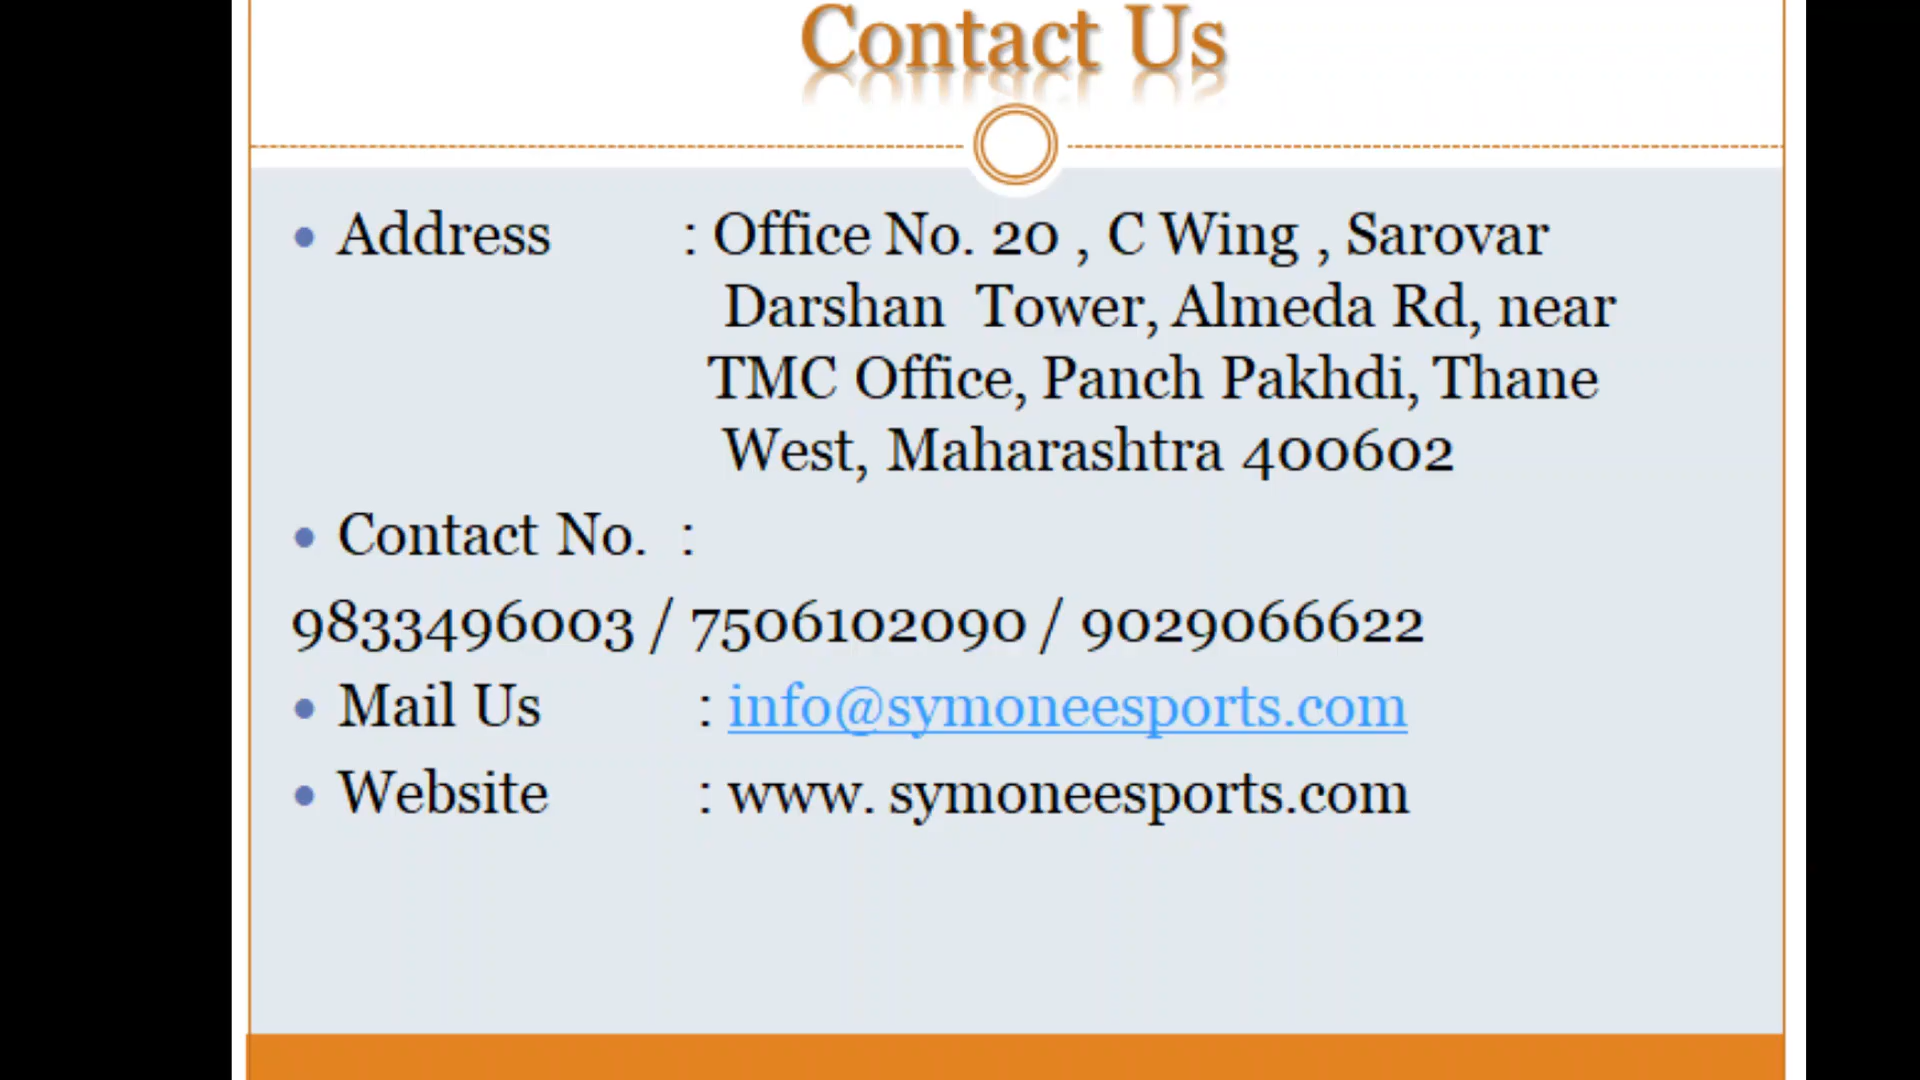 Contact Us
• Address : Office No. 20 , C Wing , Sarovar
Darshan Tower, Almeda Rd, near
TMC Office, Panch Pakhdi, Thane
West, Maharashtra 400602
• Contact No. :
9833496003 / 7506102090 / 9029066622
• Mail Us : info@symoneesports.com
• Website : www. symoneesports.com